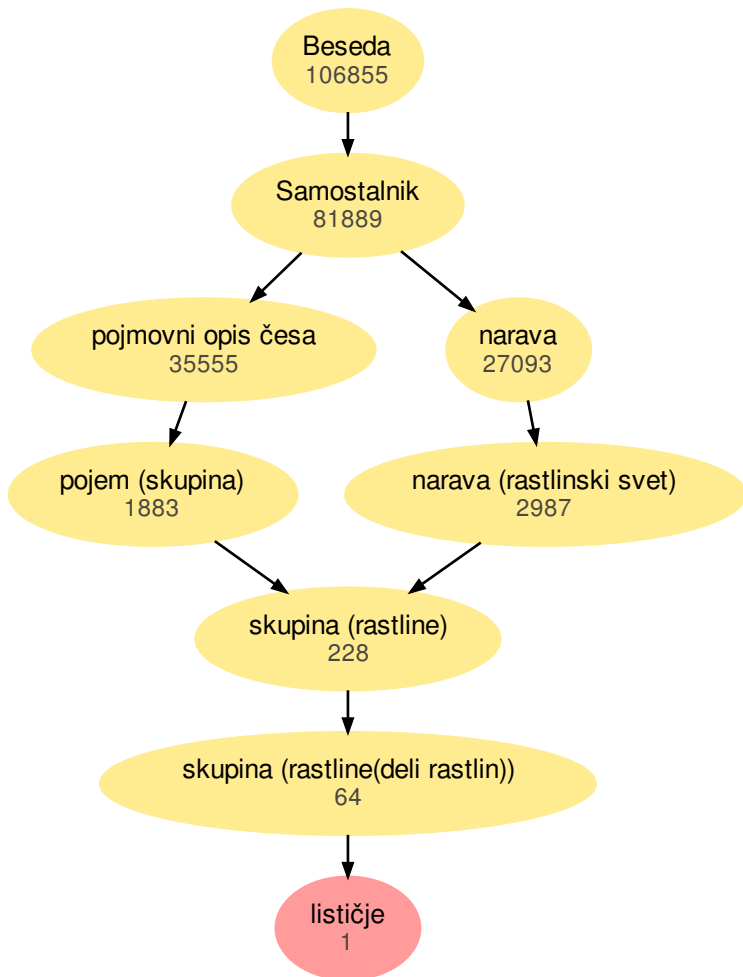 Beseda
106855
Samostalnik
81889
pojmovni opis česa
35555
narava
27093
pojem (skupina)
1883
narava (rastlinski svet)
2987
skupina (rastline)
228
skupina (rastline(deli rastlin))
64
lističje
1